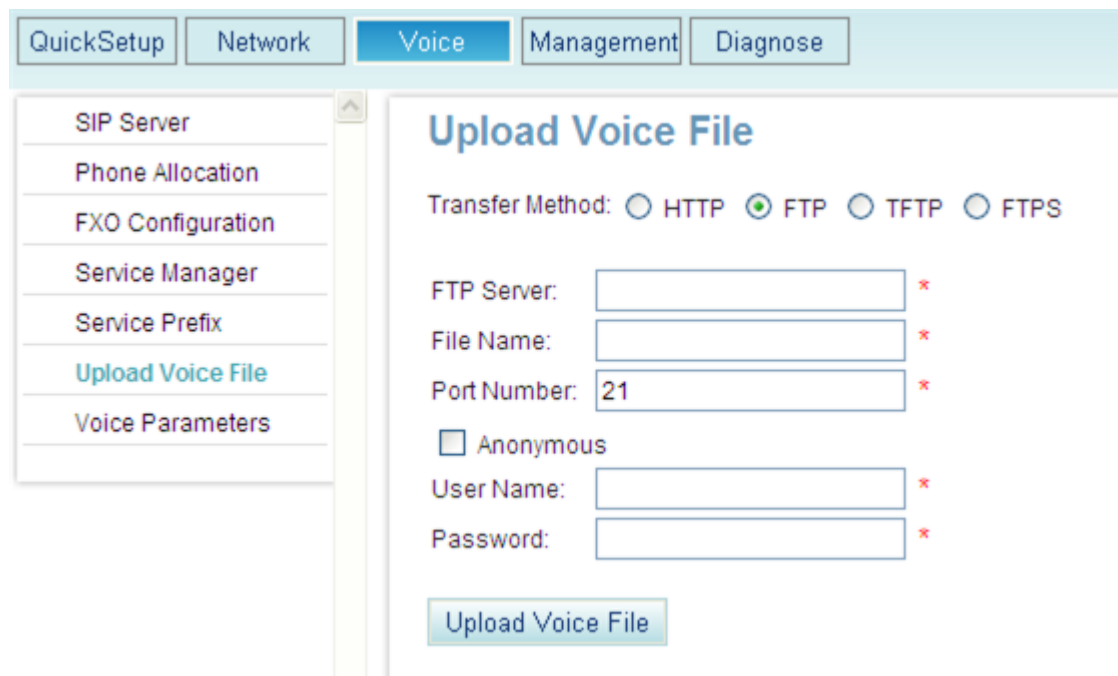 QuickSetup Network Voice Management Diagnose
SIP Server
Phone Allocation
FXO Configuration
Service Manager
Service Prefix
Upload Voice File
Voice Parameters
Upload Voice File
Transfer Method: HTTP FTP TFTP FTPS
FTP Server: *
File Name: *
Port Number: 21 *
Anonymous
User Name: *
Password: *
Upload Voice File